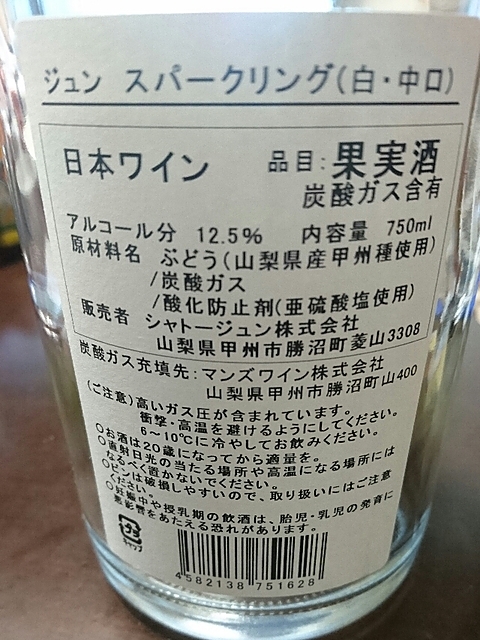 ジュン スパークリング(白・中口)
日本ワイン 品目:果実酒
炭酸ガス含有
アルコール分 12.5% 内容量 750ml
原材料名 ぶどう(山梨県産甲州種使用)
/炭酸ガス
/酸化防止剤(亜硫酸塩使用)
販売者 シャトージュン株式会社
山梨県甲州市勝沼町菱山3308
炭酸ガス充填先:マンズワイン株式会社
山梨県甲州市勝沼町山400
(ご注意)高いガス圧が含まれています。
衝撃・高温を避けるようにしてください。
6～10℃に冷やしてお飲みください。
○お酒は20歳になってから適量を。
○直射日光の当たる場所や高温になる場所には
なるべく置かないでください。
○ビンは破損しやすいので、取り扱いにはご注意
ください。
○妊娠中や授乳期の飲酒は、胎児・乳児の発育に
悪影響をあたえる恐れがあります。
キャップ
4582138 751628